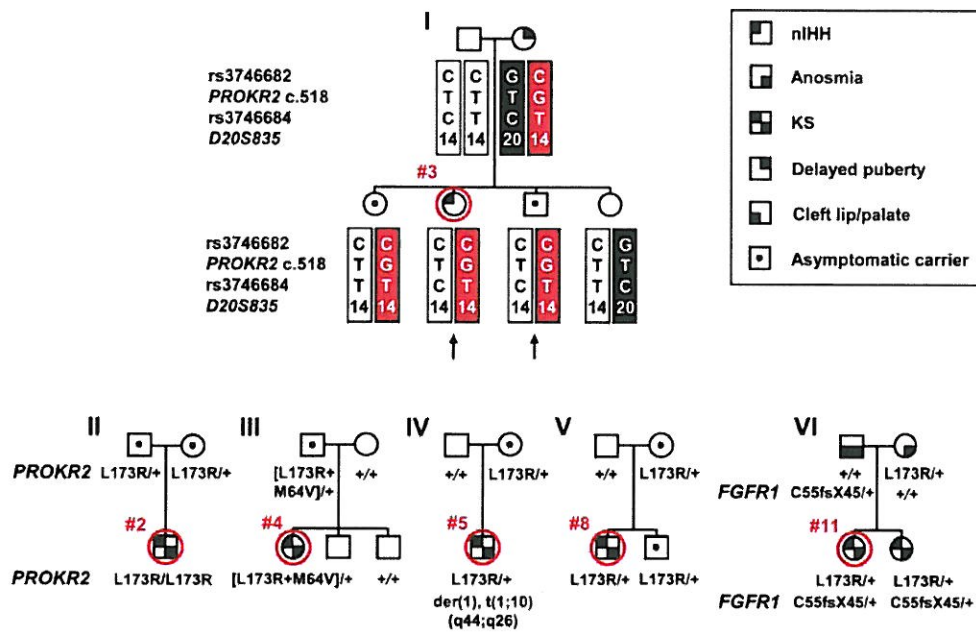 I
nIHH
Anosmia
KS
Delayed puberty
Cleft lip/palate
Asymptomatic carrier
rs3746682 C C G C
PROKR2 c.518 T T T G
rs3746684 C T C T
D20S835 14 14 20 14
#3
rs3746682 C C C C C C C G
PROKR2 c.518 T G T G T G T T
rs3746684 T T C T C T T C
D20S835 14 14 14 14 14 14 14 20
II III IV V VI
PROKR2 L173R/+ L173R/+ [L173R+ M64V]/+ +/+ +/+ L173R/+ +/+ L173R/+ +/+ L173R/+
FGFR1 C55fsX45/+ +/+
#2 #4 #5 #8 #11
PROKR2 L173R/L173R [L173R+M64V]/+ +/+ L173R/+ L173R/+ L173R/+ L173R/+ L173R/+
der(1), t(1;10) FGFR1 C55fsX45/+ C55fsX45/+
(q44;q26)